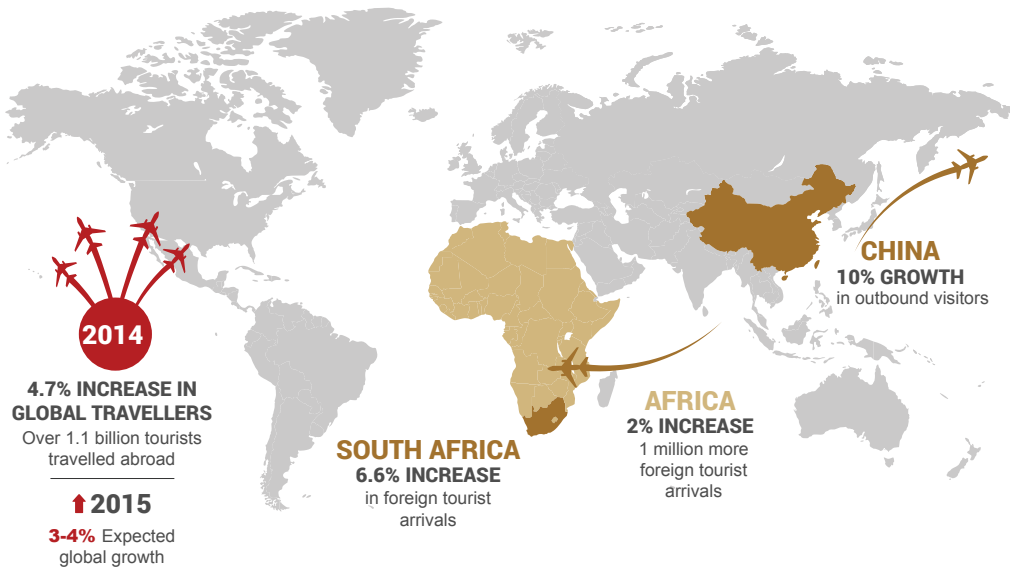 2014
4.7% INCREASE IN
GLOBAL TRAVELLERS
Over 1.1 billion tourists
travelled abroad
2015
3-4% Expected
global growth
SOUTH AFRICA
6.6% INCREASE
in foreign tourist
arrivals
AFRICA
2% INCREASE
1 million more
foreign tourist
arrivals
CHINA
10% GROWTH
in outbound visitors